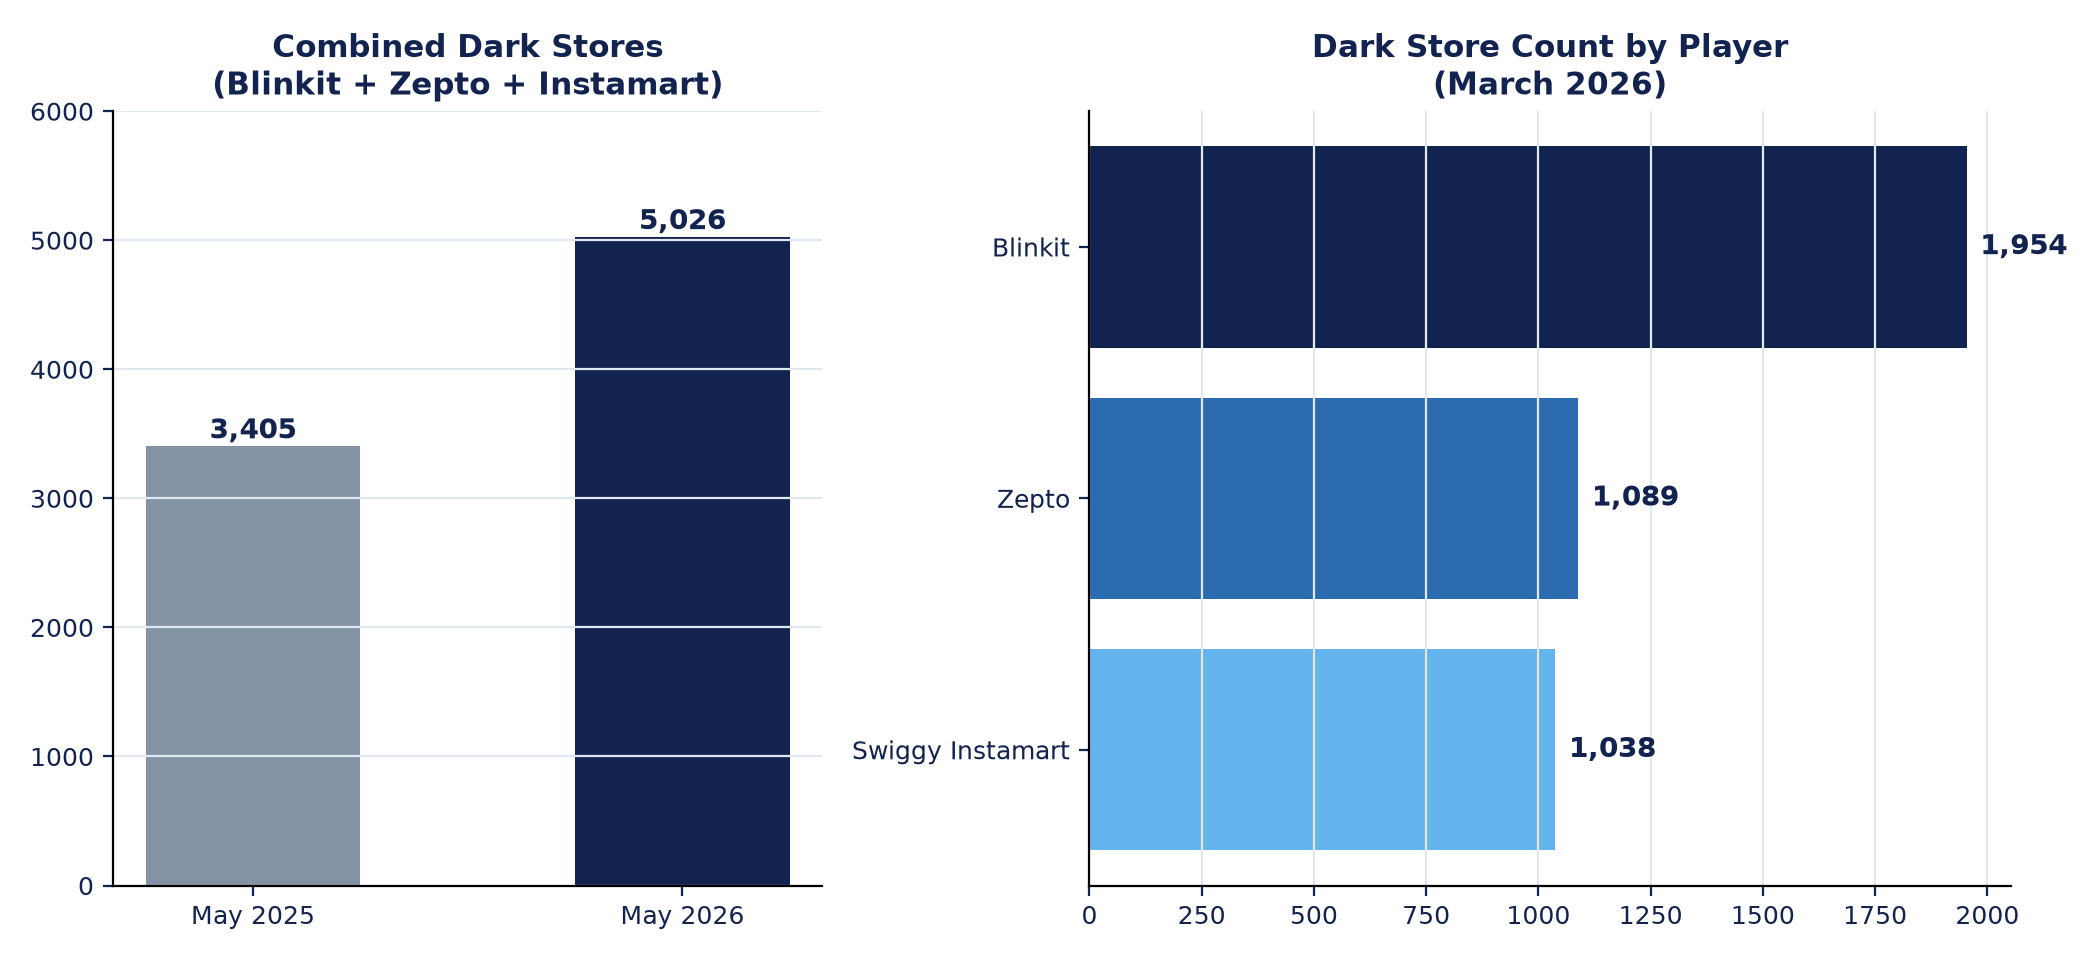 Combined Dark Stores
(Blinkit + Zepto + Instamart)
6000
5000
4000
3000
2000
1000
0
3,405
5,026
May 2025
May 2026
Dark Store Count by Player
(March 2026)
Blinkit
1,954
Zepto
1,089
Swiggy Instamart
1,038
0
250
500
750
1000
1250
1500
1750
2000